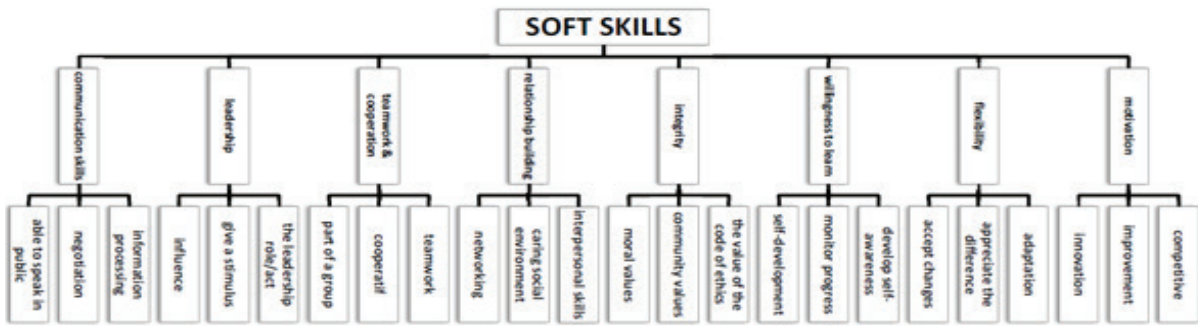 SOFT SKILLS
communication skills
leadership
teamwork &
cooperation
relationship building
integrity
willingness to learn
flexibility
motivation
able to speak in
public
negotiation
information
processing
influence
give a stimulus
the leadership
role/act
part of a group
cooperatif
teamwork
networking
caring social
environment
interpersonal skills
moral values
community values
the value of the
code of ethics
self-development
monitor progress
develop self-
awareness
accept changes
appreciate the
difference
adaptation
innovation
improvement
competitive